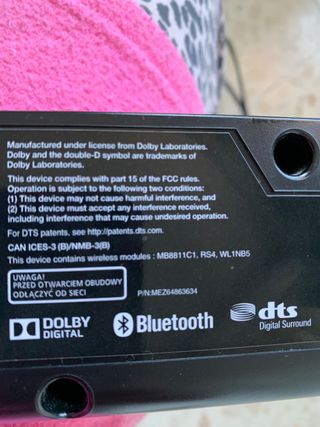 Manufactured under license from Dolby Laboratories.
Dolby and the double-D symbol are trademarks of
Dolby Laboratories.
This device complies with part 15 of the FCC rules.
Operation is subject to the following two conditions:
(1) This device may not cause harmful interference, and
(2) This device must accept any interference received,
including interference that may cause undesired operation.
For DTS patents, see http://patents.dts.com.
CAN ICES-3 (B)/NMB-3(B)
This device contains wireless modules : MB8811C1, RS4, WL1NB5
UWAGA!
PRZED OTWARCIEM OBUDOWY
ODŁĄCZYĆ OD SIECI
P/N:MEZ64863634
DOLBY
DIGITAL
Bluetooth
dts
Digital Surround